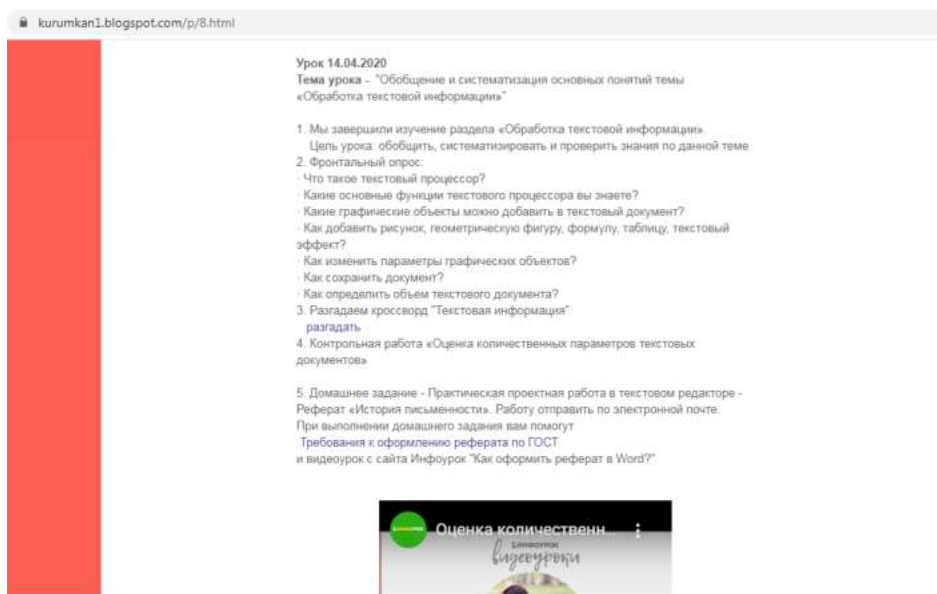 kurumkan1.blogspot.com/p/8.html
Урок 14.04.2020
Тема урока - "Обобщение и систематизация основных понятий темы
«Обработка текстовой информации»"
1. Мы завершили изучение раздела «Обработка текстовой информации».
Цель урока: обобщить, систематизировать и проверить знания по данной теме
2. Фронтальный опрос:
· Что такое текстовый процессор?
· Какие основные функции текстового процессора вы знаете?
· Какие графические объекты можно добавить в текстовый документ?
· Как добавить рисунок, геометрическую фигуру, формулу, таблицу, текстовый
эффект?
· Как изменить параметры графических объектов?
· Как сохранить документ?
· Как определить объем текстового документа?
3. Разгадаем кроссворд "Текстовая информация"
разгадать
4. Контрольная работа «Оценка количественных параметров текстовых
документов»
5. Домашнее задание - Практическая проектная работа в текстовом редакторе -
Реферат «История письменности». Работу отправить по электронной почте.
При выполнении домашнего задания вам помогут
Требования к оформлению реферата по ГОСТ
и видеоурок с сайта Инфоурок "Как оформить реферат в Word?"
Оценка количественн...
видеоуроки